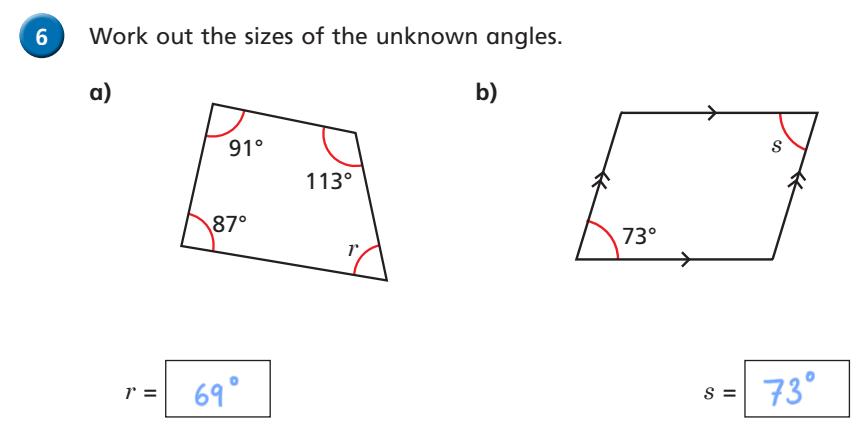 6 Work out the sizes of the unknown angles.
a) b)
91°
113°
87°
r
s
73°
r = 69°
s = 73°